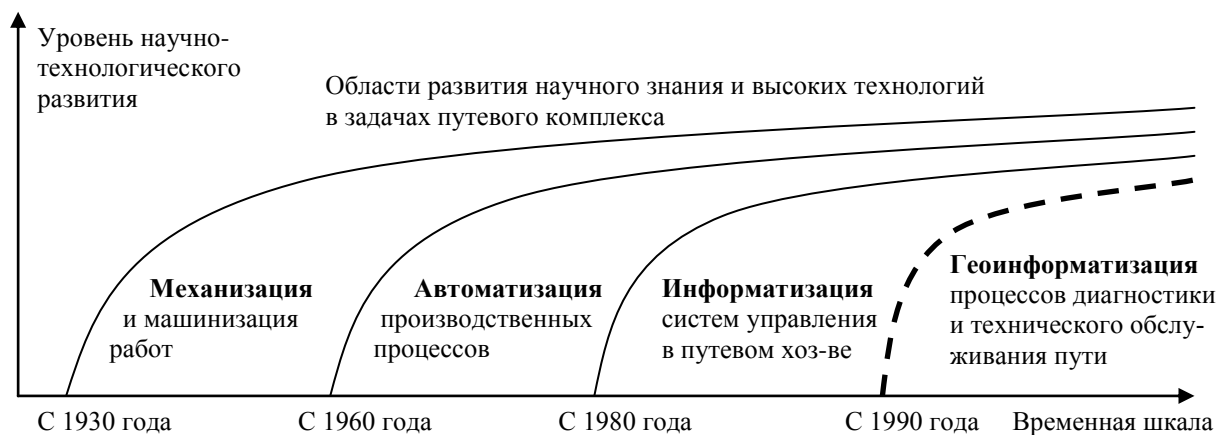 Уровень научно-
технологического
развития
Области развития научного знания и высоких технологий
в задачах путевого комплекса
Механизация
и машинизация
работ
Автоматизация
производственных
процессов
Информатизация
систем управления
в путевом хоз-ве
Геоинформатизация
процессов диагностики
и технического обслу-
живания пути
С 1930 года
С 1960 года
С 1980 года
С 1990 года
Временная шкала